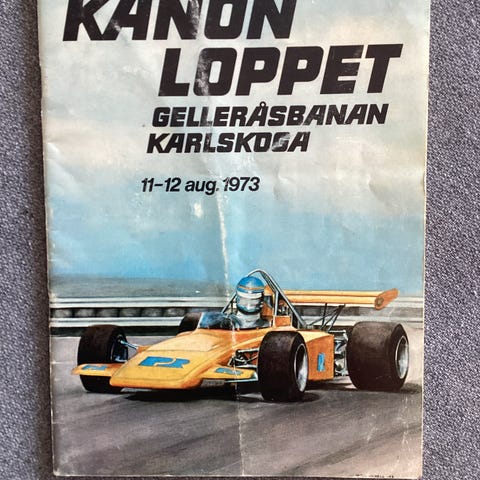 KANON
LOPPET
GELLERÅSBANAN
KARLSKOGA
11–12 aug. 1973